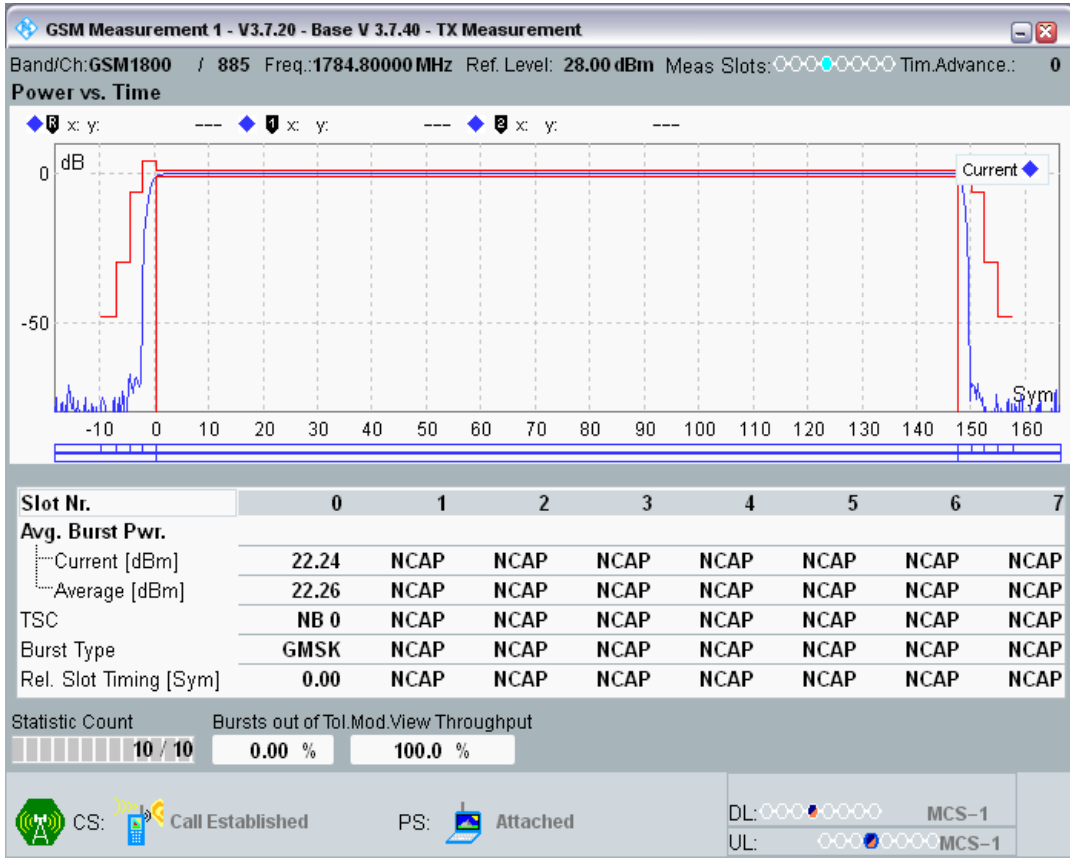 GSM Measurement 1 - V3.7.20 - Base V 3.7.40 - TX Measurement
Band/Ch:GSM1800 / 885 Freq.:1784.80000 MHz Ref. Level: 28.00 dBm Meas Slots: Tim.Advance.: 0
Power vs. Time
R x: y: --- 1 x: y: --- 2 x: y: ---
dB
0
Current
-50
Sym
-10 0 10 20 30 40 50 60 70 80 90 100 110 120 130 140 150 160
Slot Nr. 0 1 2 3 4 5 6 7
Avg. Burst Pwr.
Current [dBm] 22.24 NCAP NCAP NCAP NCAP NCAP NCAP NCAP
Average [dBm] 22.26 NCAP NCAP NCAP NCAP NCAP NCAP NCAP
TSC NB 0 NCAP NCAP NCAP NCAP NCAP NCAP NCAP
Burst Type GMSK NCAP NCAP NCAP NCAP NCAP NCAP NCAP
Rel. Slot Timing [Sym] 0.00 NCAP NCAP NCAP NCAP NCAP NCAP NCAP
Statistic Count Bursts out of Tol. Mod.View Throughput
10 / 10 0.00 % 100.0 %
CS: Call Established PS: Attached
DL: MCS-1
UL: MCS-1